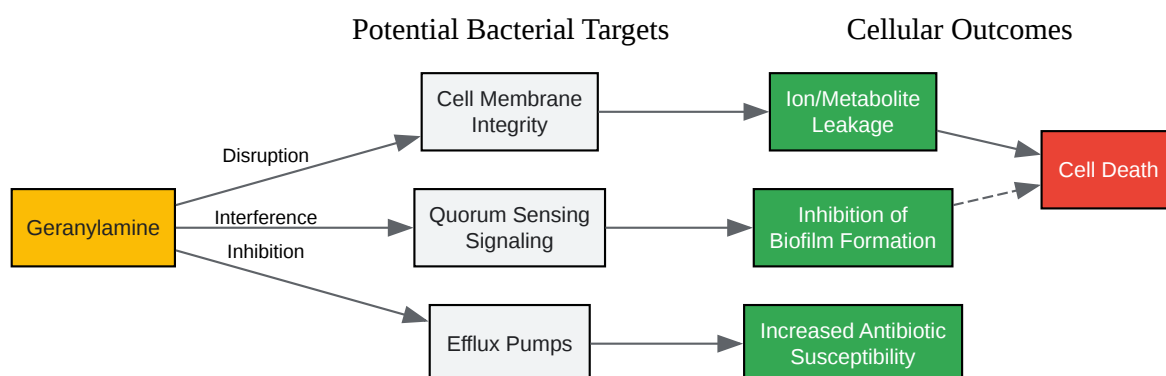 Potential Bacterial Targets
Cellular Outcomes
Cell Membrane
Integrity
Ion/Metabolite
Leakage
Disruption
Cell Death
Geranylamine
Interference
Quorum Sensing
Signaling
Inhibition of
Biofilm Formation
Inhibition
Efflux Pumps
Increased Antibiotic
Susceptibility